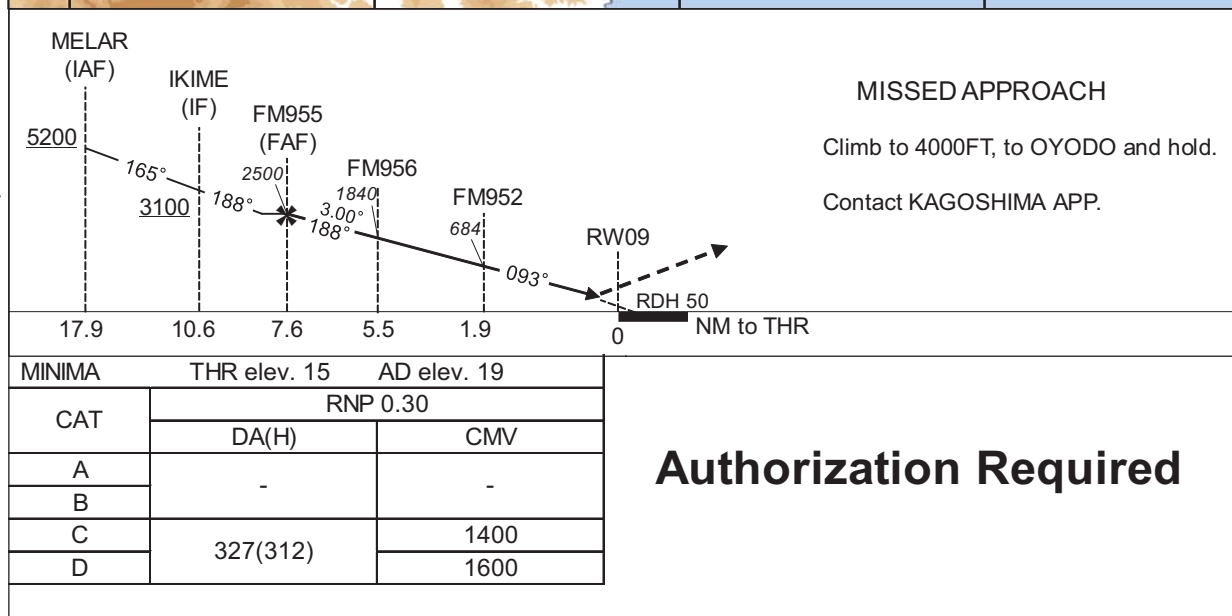 MELAR
(IAF)
IKIME
(IF)
FM955
(FAF)
FM956
FM952
RW09
5200
165°
3100
188°
2500
1840
3.00°
188°
684
093°
RDH 50
17.9 10.6 7.6 5.5 1.9 0 NM to THR
MISSED APPROACH
Climb to 4000FT, to OYODO and hold.
Contact KAGOSHIMA APP.
MINIMA THR elev. 15 AD elev. 19
CAT RNP 0.30
DA(H) CMV
A - -
B
C 327(312) 1400
D 1600
Authorization Required